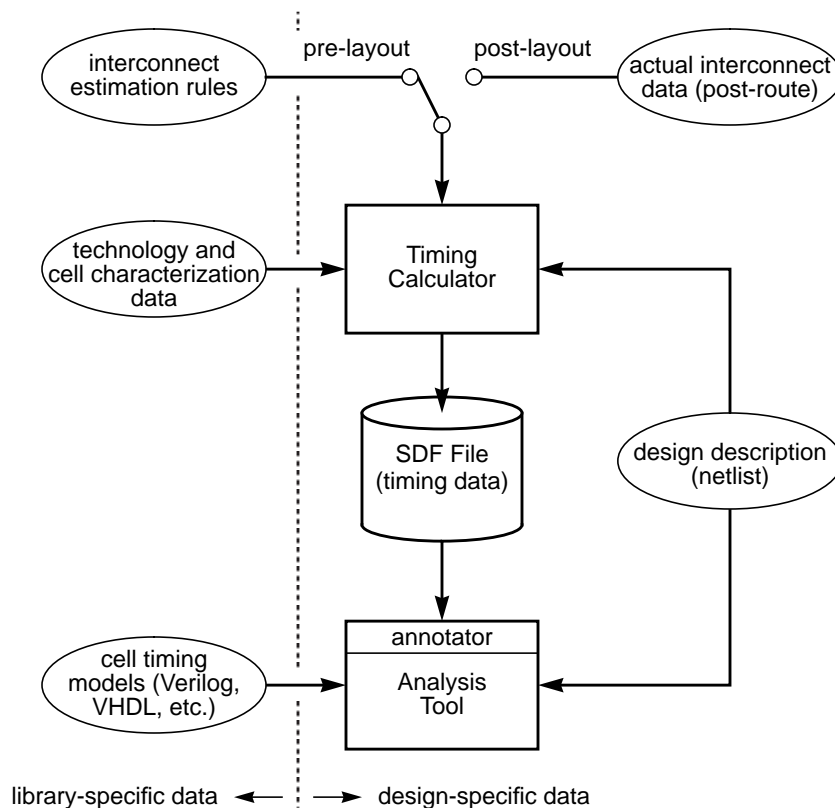 pre-layout
post-layout
interconnect
estimation rules
actual interconnect
data (post-route)
technology and
cell characterization
data
Timing
Calculator
SDF File
(timing data)
design description
(netlist)
annotator
cell timing
models (Verilog,
VHDL, etc.)
Analysis
Tool
library-specific data
design-specific data